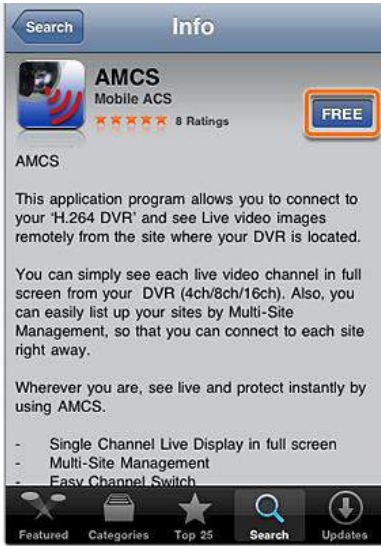 Search
Info
AMCS
Mobile ACS
8 Ratings
FREE
AMCS
This application program allows you to connect to
your 'H.264 DVR' and see Live video images
remotely from the site where your DVR is located.
You can simply see each live video channel in full
screen from your DVR (4ch/8ch/16ch). Also, you
can easily list up your sites by Multi-Site
Management, so that you can connect to each site
right away.
Wherever you are, see live and protect instantly by
using AMCS.
- Single Channel Live Display in full screen
- Multi-Site Management
- Easy Channel Switch
Featured Categories Top 25 Search Updates